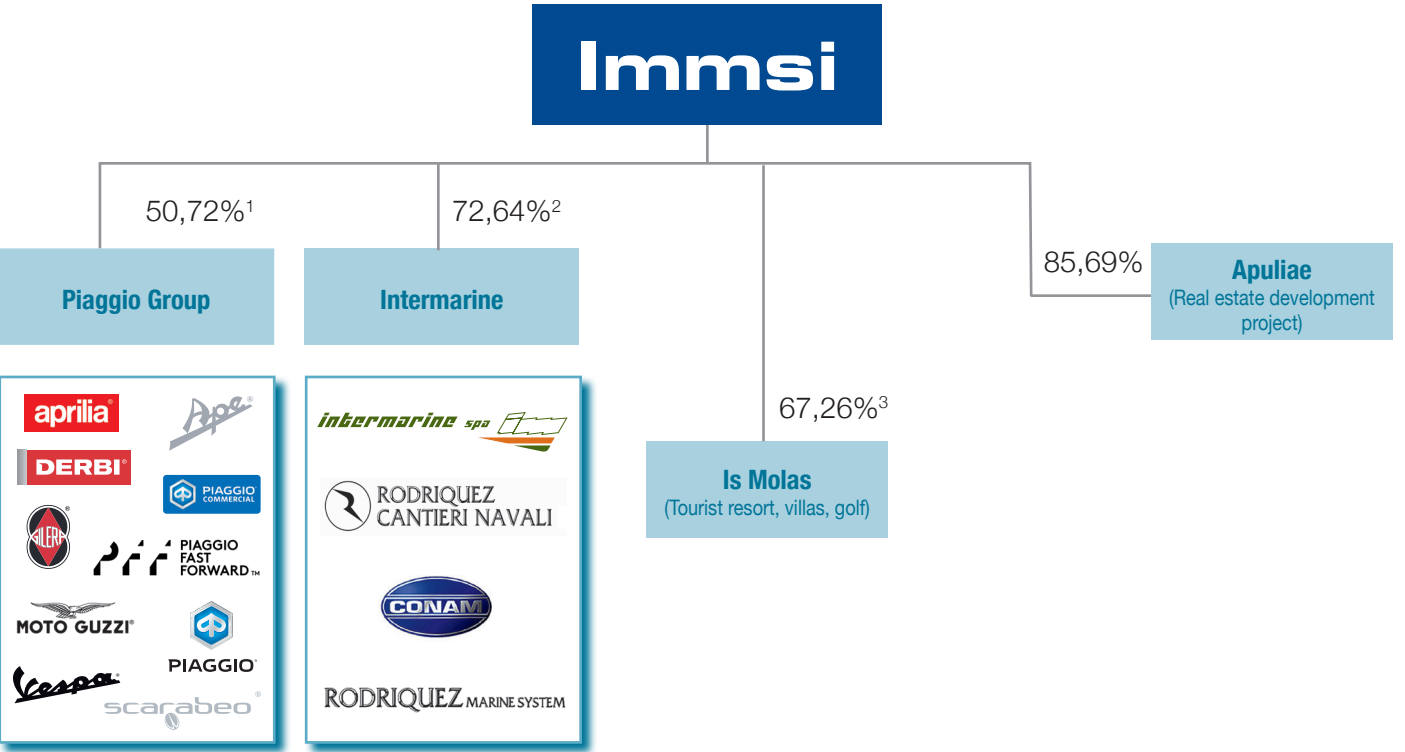 Immsi
50,72%¹
72,64%²
85,69%
Piaggio Group
Intermarine
Apuliae
(Real estate development
project)
67,26%³
Is Molas
(Tourist resort, villas, golf)
aprilia®
Ape®
DERBI®
PIAGGIO
COMMERCIAL
GILERA®
PFF
PIAGGIO
FAST
FORWARD™
MOTO GUZZI®
PIAGGIO®
Vespa®
scarabeo®
intermarine spa
RODRIQUEZ
CANTIERI NAVALI
CONAM
RODRIQUEZ MARINE SYSTEM